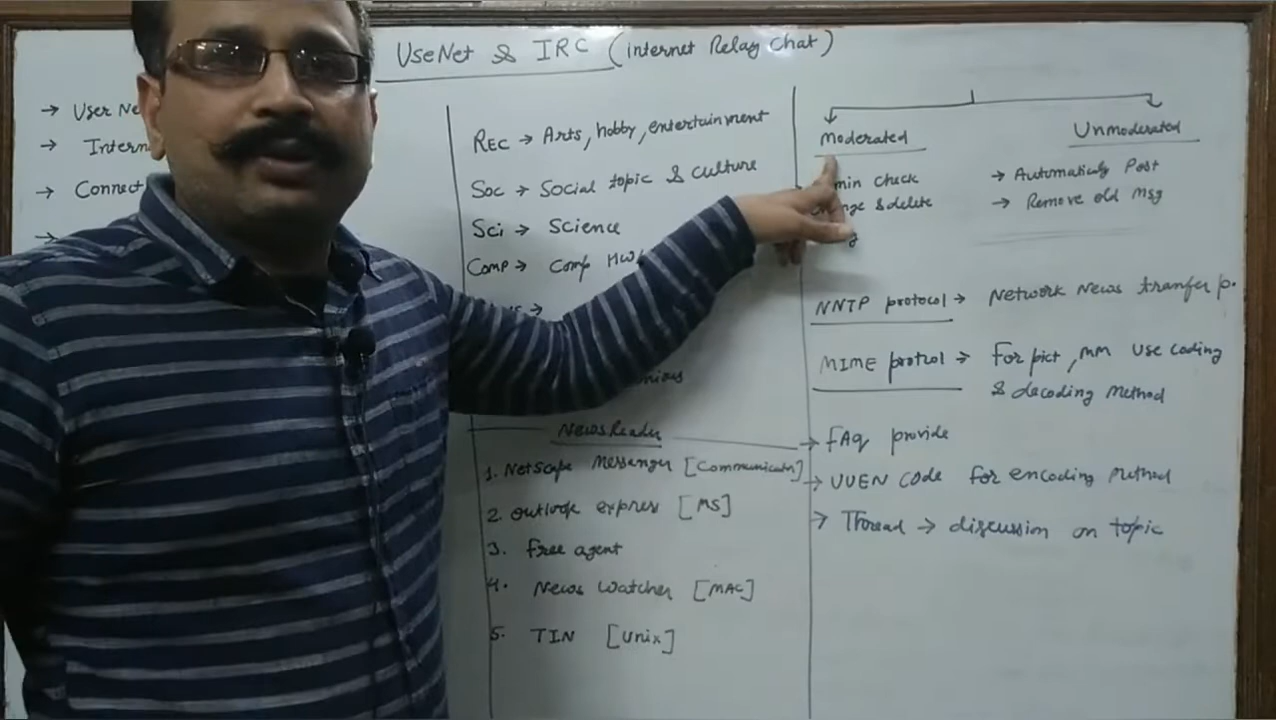 UseNet & IRC (internet Relay chat)
→ User Ne
→ Intern
→ Connect
→
REC → Arts, hobby, entertainment
Soc → Social topic & culture
Sci → Science
Comp → Comp HW
News Reader
1. Netscape Messenger [Communicator]
2. outlook express [MS]
3. free agent
4. News Watcher [MAC]
5. TIN [Unix]
Moderated
min check
nge & delete
g
Unmoderated
→ Automatically Post
→ Remove old Msg
NNTP protocol → Network News tranfer p.
MIME protrol → For pict, mm use coding
& decoding Method
→ FAQ provide
→ UUEN Code for encoding Method
→ Thread → discussion on topic